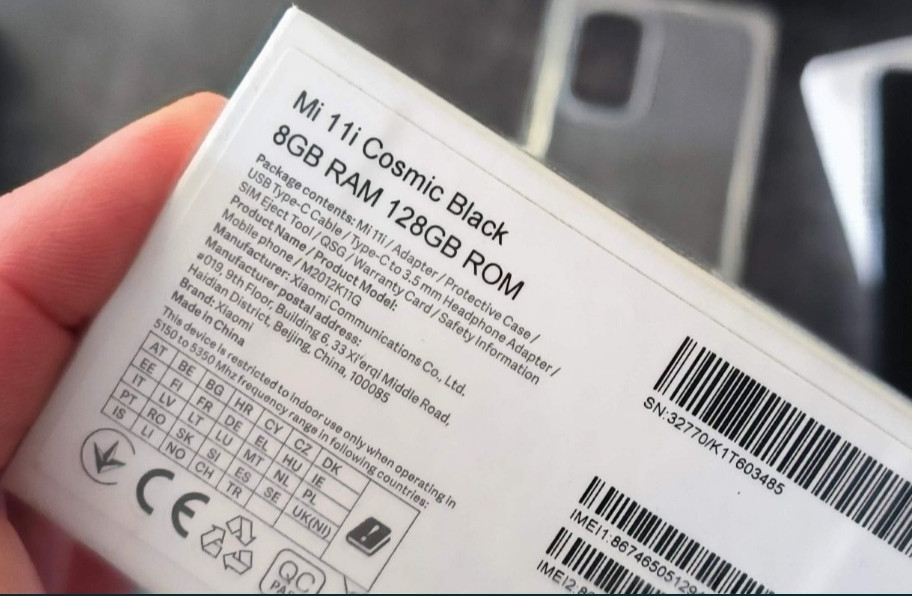 Mi 11i Cosmic Black
8GB RAM 128GB ROM
Package contents: Mi 11i / Adapter / Protective Case /
USB Type-C Cable / Type-C to 3.5 mm Headphone Adapter /
SIM Eject Tool / QSG / Warranty Card / Safety Information
Product Name / Product Model:
Mobile phone / M2012K11G
Manufacturer: Xiaomi Communications Co., Ltd.
Manufacturer postal address:
#019, 9th Floor, Building 6, 33 Xi'erqi Middle Road,
Haidian District, Beijing, China, 100085
Brand: Xiaomi
Made in China
This device is restricted to indoor use only when operating in
5150 to 5350 Mhz frequency range in following countries:
AT BE BG HR CY CZ DK
EE FI FR DE EL HU IE
IT LV LT LU MT NL PL
PT RO SK SI ES SE UK(NI)
IS LI NO CH TR
CE
QC
SN:32770/K1T603485
IMEI1:86746505129
IMEI2:8